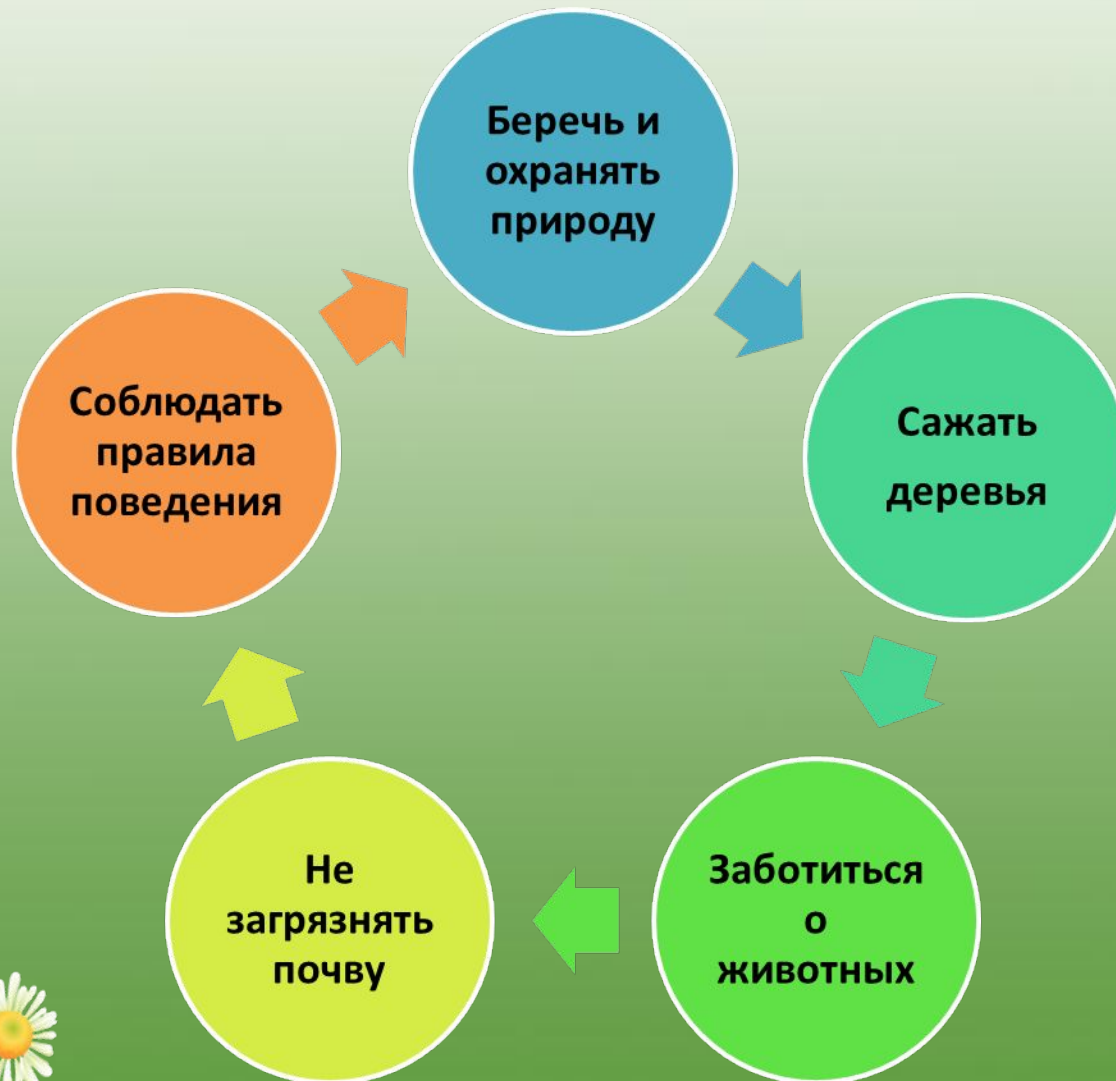 Беречь и
охранять
природу
Сажать
деревья
Заботиться
о
животных
Не
загрязнять
почву
Соблюдать
правила
поведения